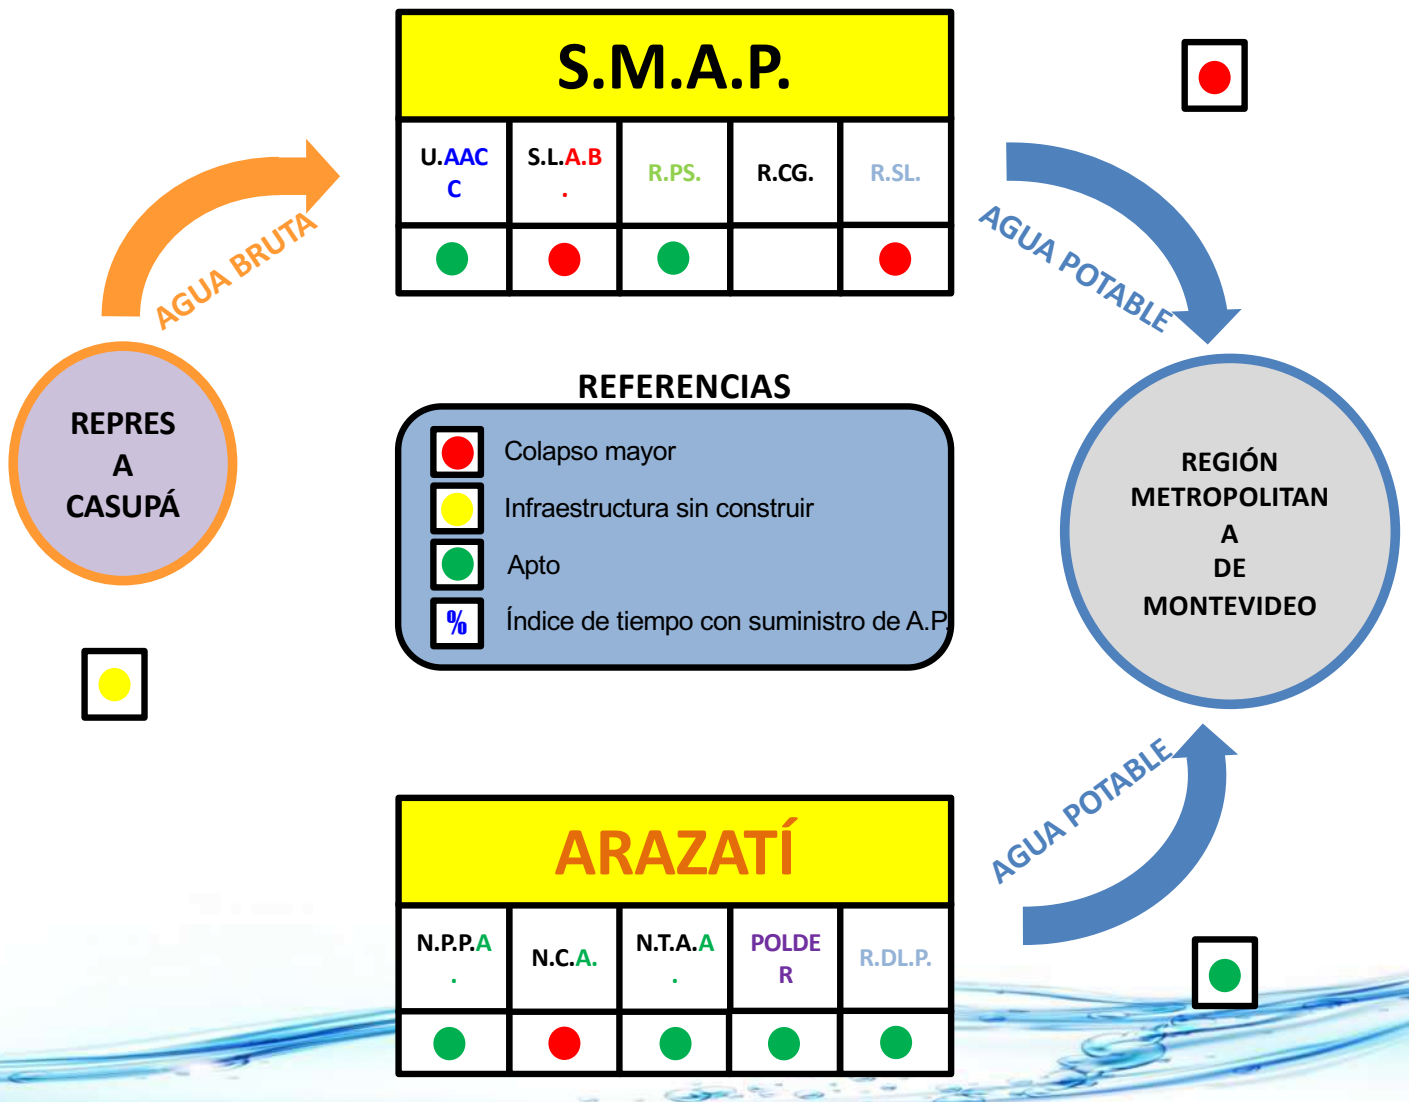 S.M.A.P.
U.AAC
C
S.L.A.B
.
R.PS.
R.CG.
R.SL.
AGUA BRUTA
AGUA POTABLE
REPRES
A
CASUPÁ
REFERENCIAS
Colapso mayor
Infraestructura sin construir
Apto
% Índice de tiempo con suministro de A.P.
REGIÓN
METROPOLITAN
A
DE
MONTEVIDEO
AGUA POTABLE
ARAZATÍ
N.P.P.A
.
N.C.A.
N.T.A.A
.
POLDE
R
R.DL.P.